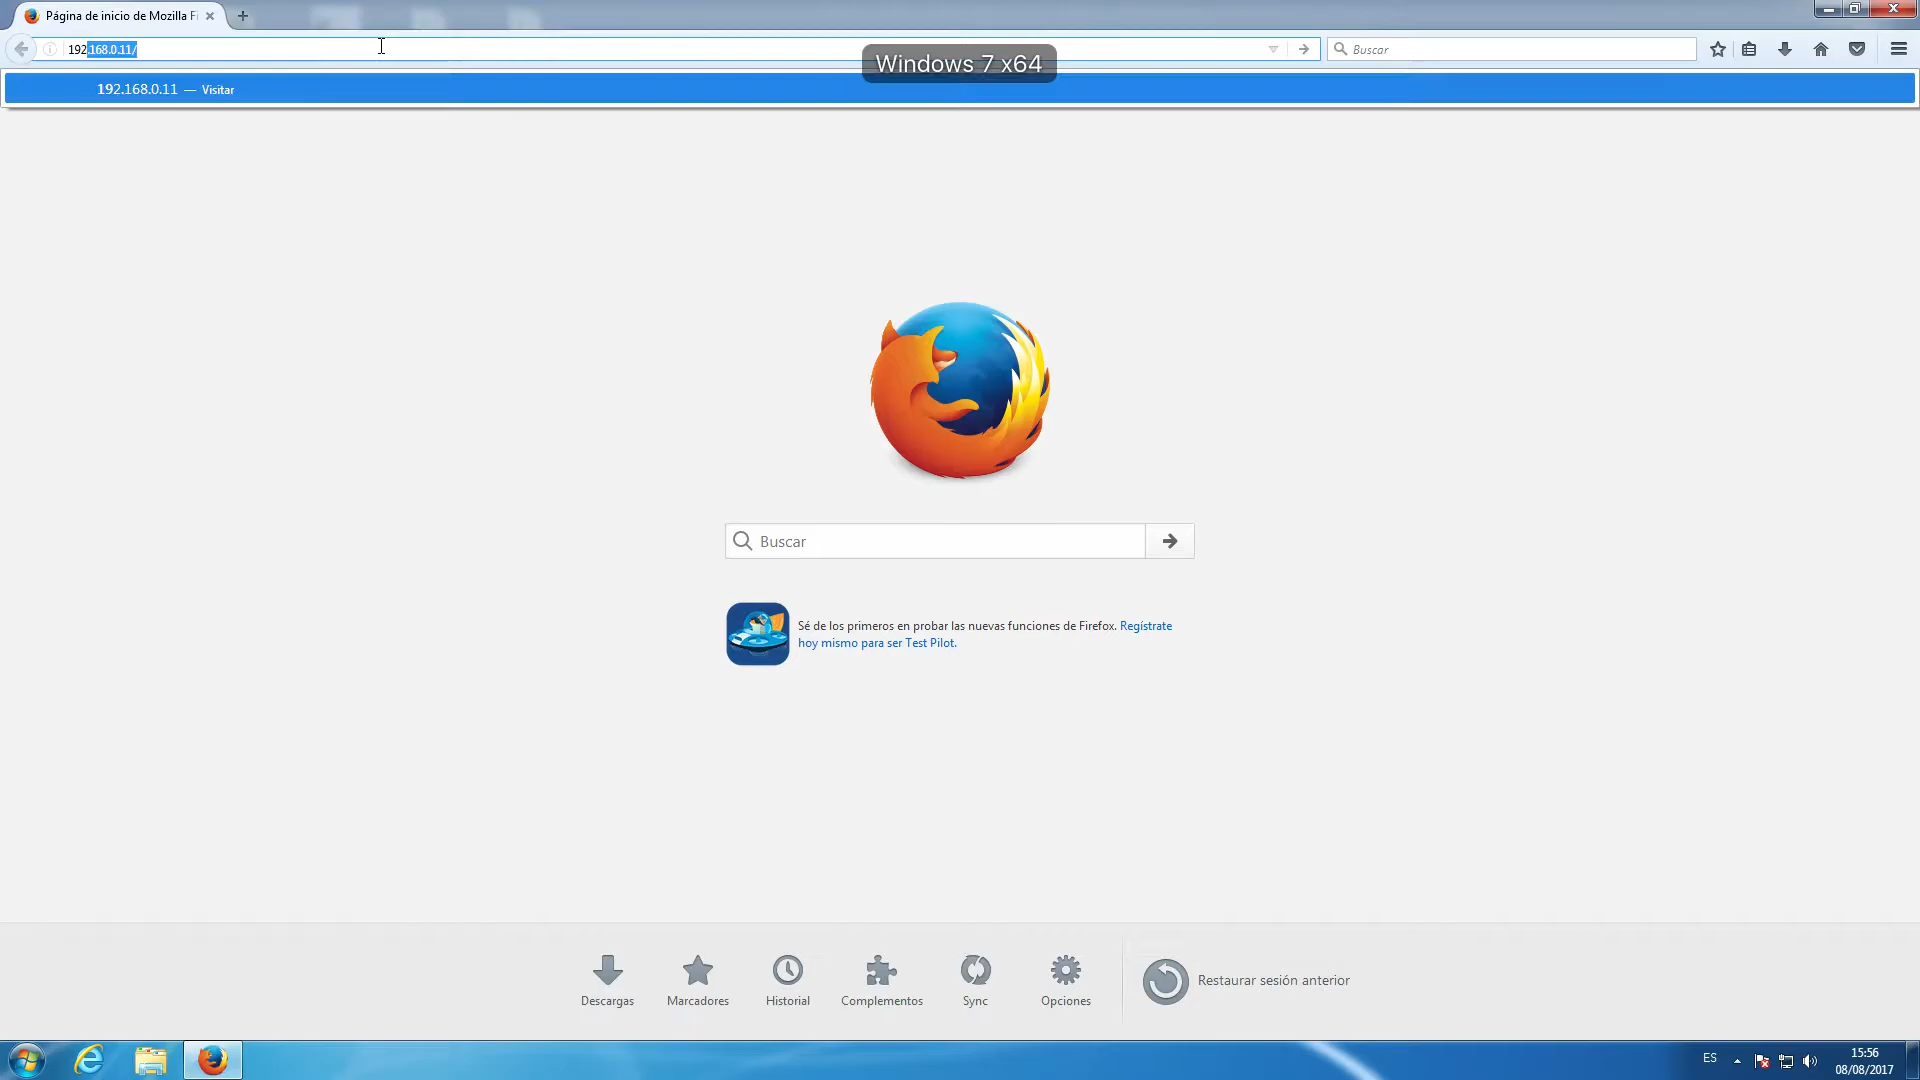 Página de inicio de Mozilla Fi
192.168.0.11/
Buscar
Windows 7 x64
192.168.0.11 — Visitar
Buscar
Sé de los primeros en probar las nuevas funciones de Firefox. Regístrate
hoy mismo para ser Test Pilot.
Descargas
Marcadores
Historial
Complementos
Sync
Opciones
Restaurar sesión anterior
ES
15:56
08/08/2017